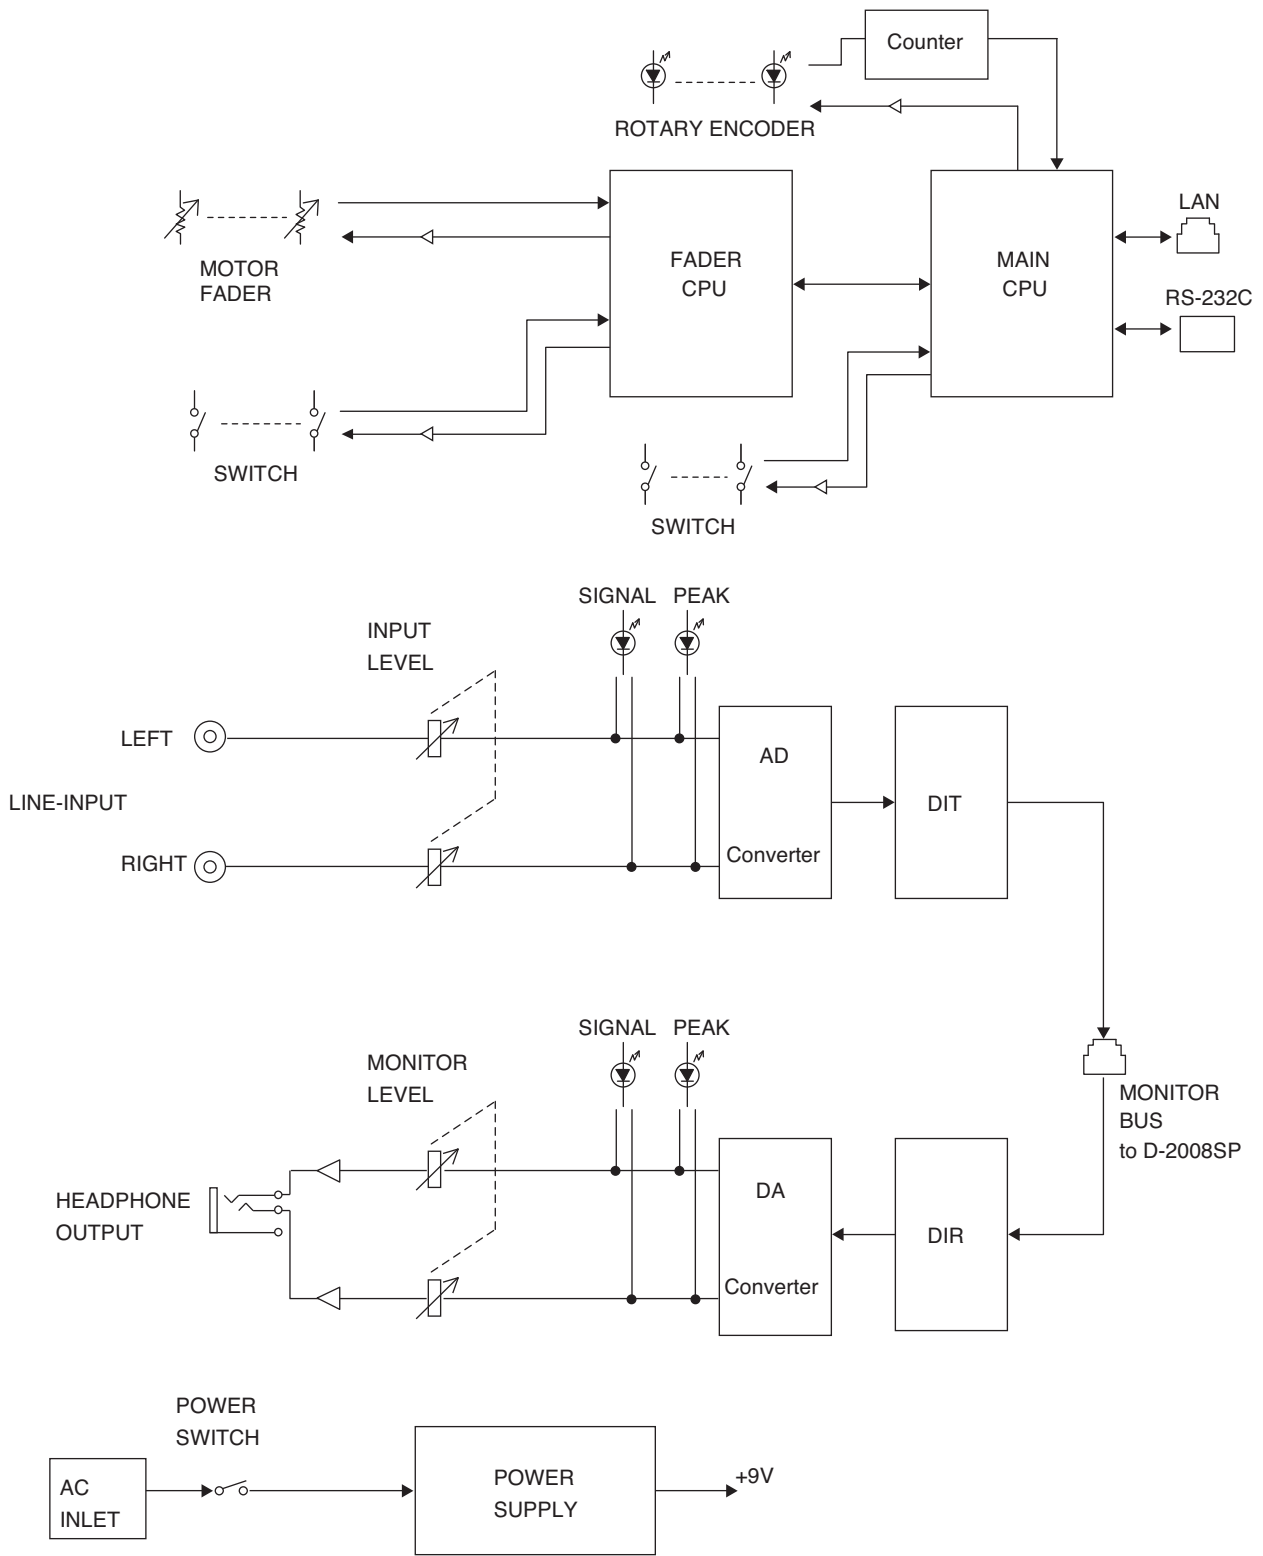 Counter
ROTARY ENCODER
LAN
MOTOR
FADER
FADER
CPU
MAIN
CPU
RS-232C
SWITCH
SWITCH
SIGNAL PEAK
INPUT
LEVEL
LEFT
AD
LINE-INPUT
DIT
RIGHT
Converter
SIGNAL PEAK
MONITOR
LEVEL
MONITOR
BUS
to D-2008SP
HEADPHONE
OUTPUT
DA
DIR
Converter
POWER
SWITCH
AC
INLET
POWER
SUPPLY
+9V